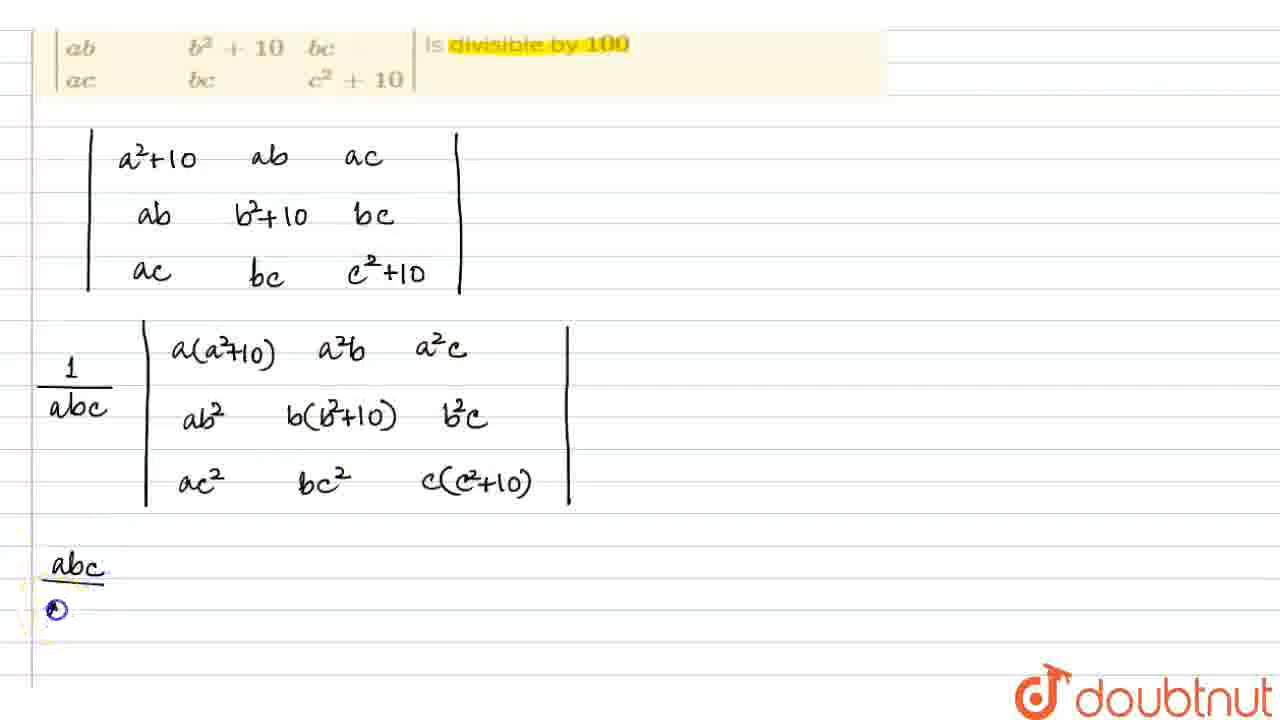 ab b² + 10 bc is divisible by 100
ac bc c² + 10
a²+10 ab ac
ab b²+10 bc
ac bc c²+10
1
abc
a(a²+10) a²b a²c
ab² b(b²+10) b²c
ac² bc² c(c²+10)
abc
doubtnut